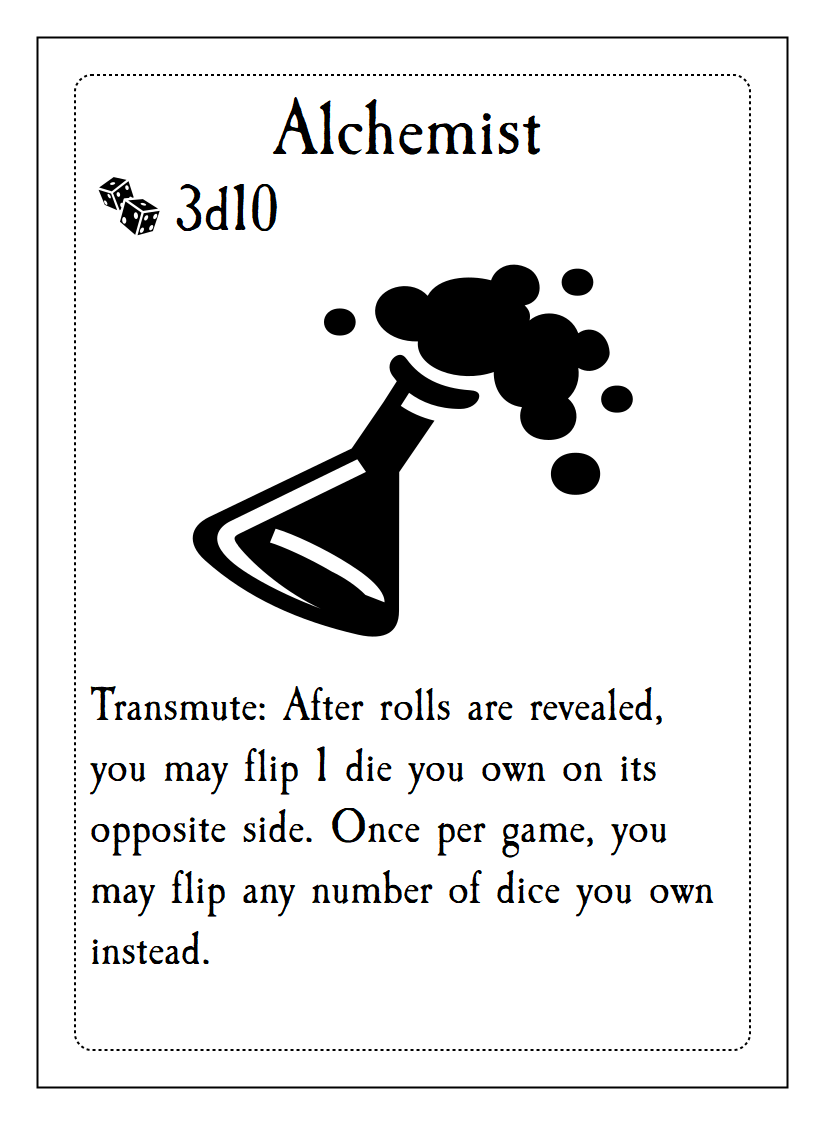 Alchemist
3d10
Transmute: After rolls are revealed,
you may flip 1 die you own on its
opposite side. Once per game, you
may flip any number of dice you own
instead.